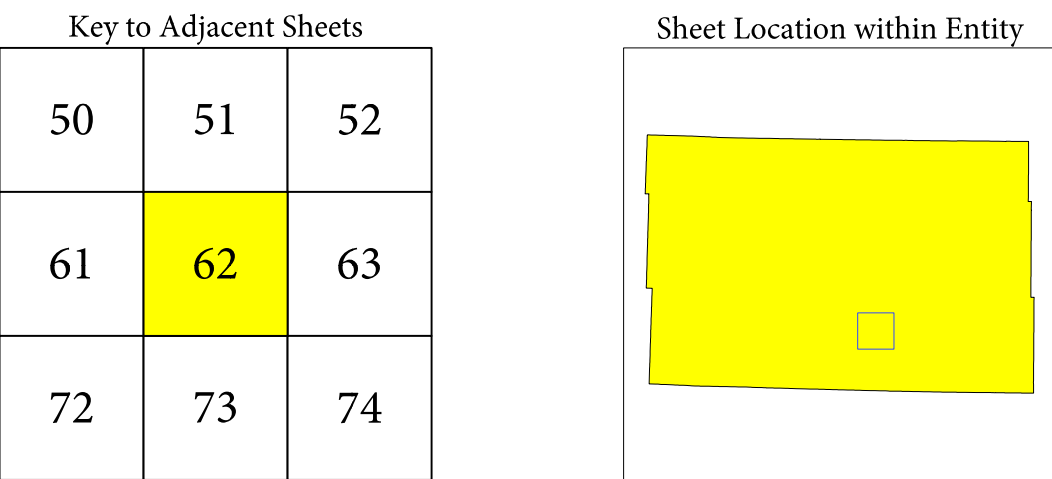 Key to Adjacent Sheets
50 51 52
61 62 63
72 73 74
Sheet Location within Entity